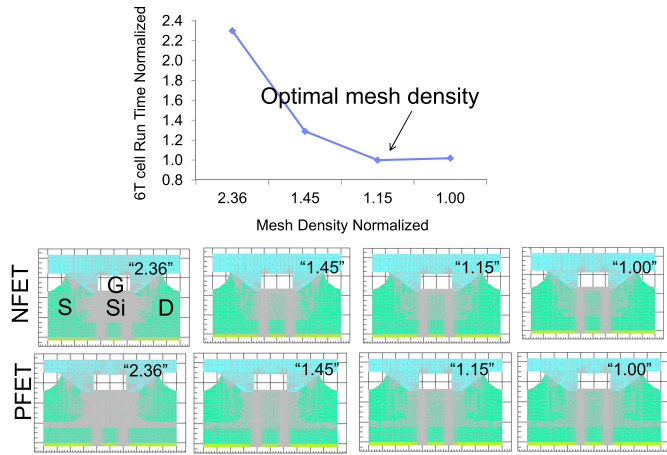 6T cell Run Time Normalized
2.4
2.2
2.0
1.8
1.6
1.4
1.2
1.0
0.8
Optimal mesh density
2.36 1.45 1.15 1.00
Mesh Density Normalized
NFET
“2.36” “1.45” “1.15” “1.00”
G
S Si D
PFET
“2.36” “1.45” “1.15” “1.00”